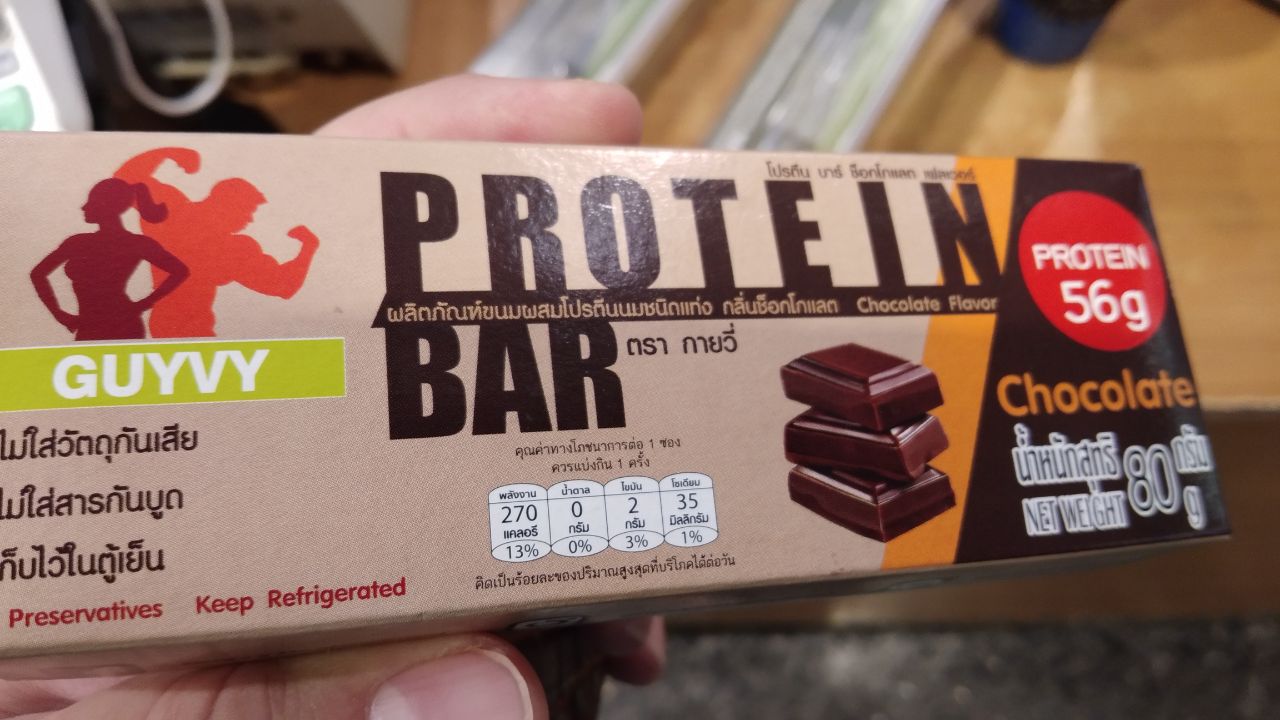 โปรตีน บาร์ ช็อกโกแลต เฟลเวอร์
PROTEIN
ผลิตภัณฑ์ขนมผสมโปรตีนนมชนิดแท่ง กลิ่นช็อกโกแลต Chocolate Flavor
BAR
ตรา กายวี่
GUYVY
ไม่ใส่วัตถุกันเสีย
ไม่ใส่สารกันบูด
เก็บไว้ในตู้เย็น
Preservatives Keep Refrigerated
คุณค่าทางโภชนาการต่อ 1 ซอง
ควรแบ่งกิน 1 ครั้ง
พลังงาน น้ำตาล ไขมัน โซเดียม
270 0 2 35
แคลอรี กรัม กรัม มิลลิกรัม
13% 0% 3% 1%
คิดเป็นร้อยละของปริมาณสูงสุดที่บริโภคได้ต่อวัน
PROTEIN
56g
Chocolate
น้ำหนักสุทธิ 80 กรัม
NET WEIGHT g